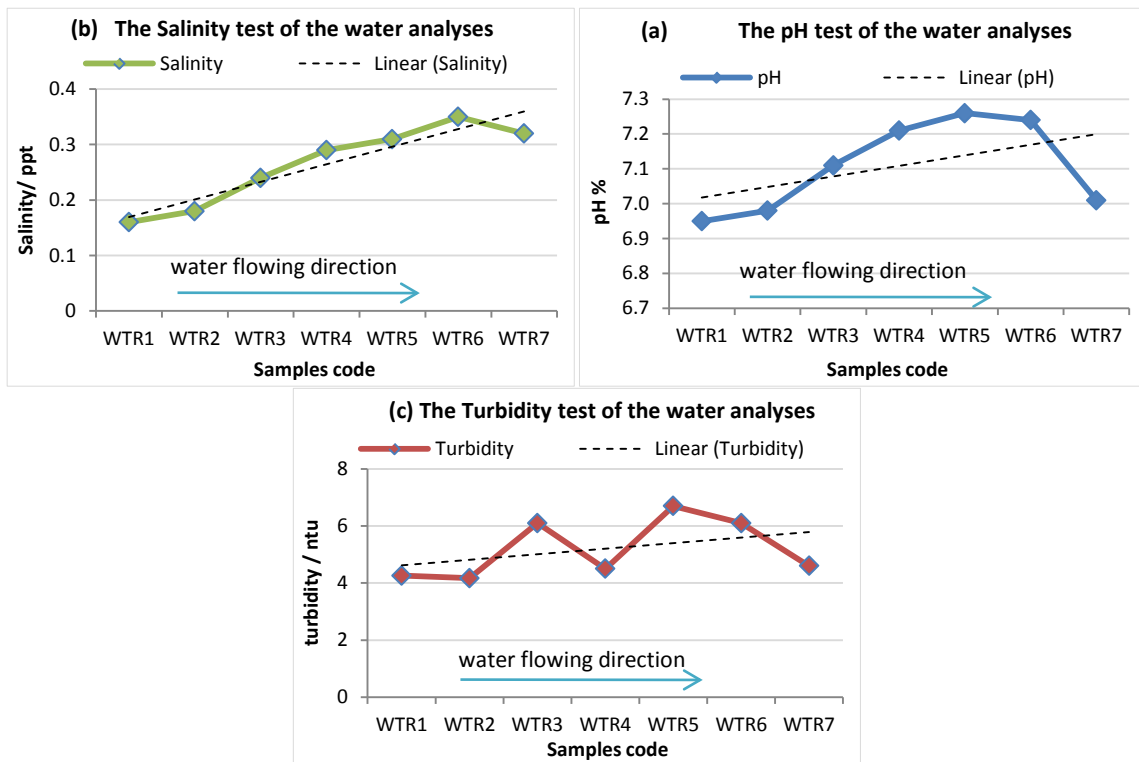 (b) The Salinity test of the water analyses
Salinity Linear (Salinity)
Salinity/ ppt
0.4
0.3
0.2
0.1
0
water flowing direction
WTR1 WTR2 WTR3 WTR4 WTR5 WTR6 WTR7
Samples code
(a) The pH test of the water analyses
pH Linear (pH)
pH %
7.3
7.2
7.1
7.0
6.9
6.8
6.7
water flowing direction
WTR1 WTR2 WTR3 WTR4 WTR5 WTR6 WTR7
Samples code
(c) The Turbidity test of the water analyses
Turbidity Linear (Turbidity)
turbidity / ntu
8
6
4
2
0
water flowing direction
WTR1 WTR2 WTR3 WTR4 WTR5 WTR6 WTR7
Samples code